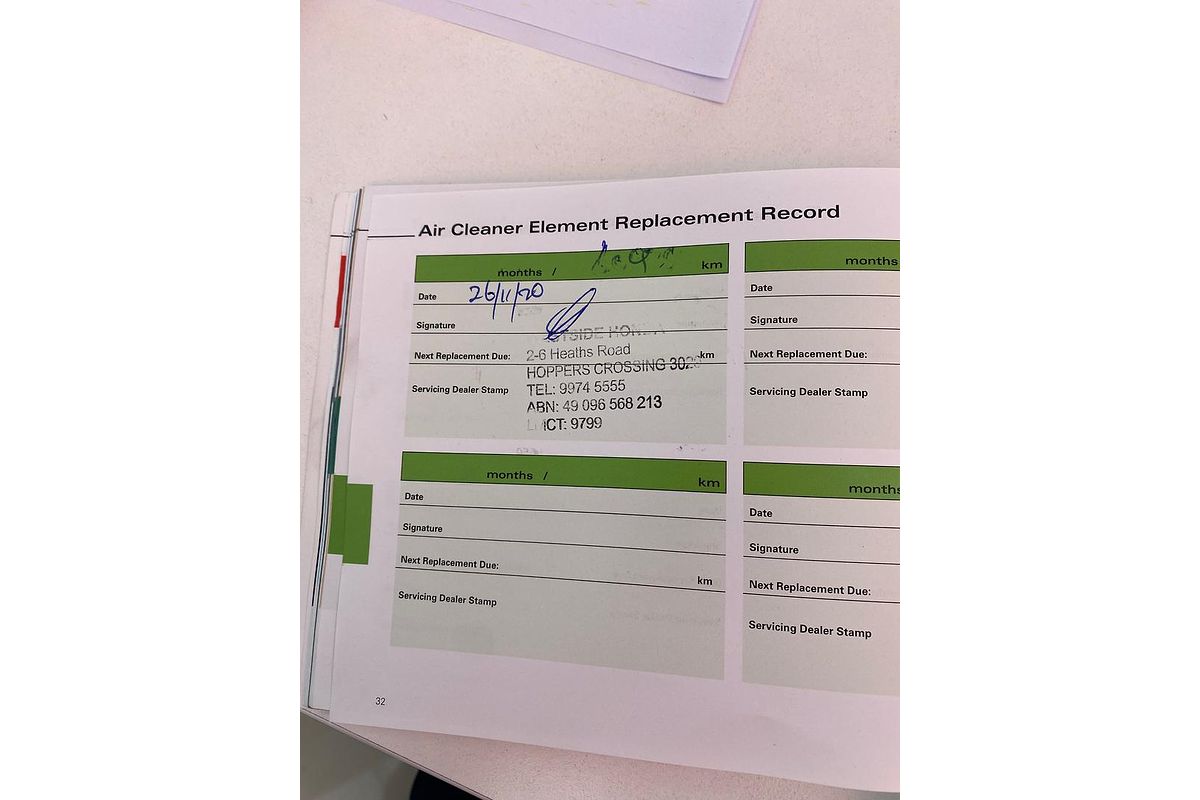 Air Cleaner Element Replacement Record
months / km
Date 26/11/20
Signature
Next Replacement Due: km
Servicing Dealer Stamp
2-6 Heaths Road
HOPPERS CROSSING
TEL: 9974 5555
ABN: 49 096 568 213
9799
months
Date
Signature
Next Replacement Due:
Servicing Dealer Stamp
months / km
Date
Signature
Next Replacement Due: km
Servicing Dealer Stamp
months
Date
Signature
Next Replacement Due:
Servicing Dealer Stamp
32